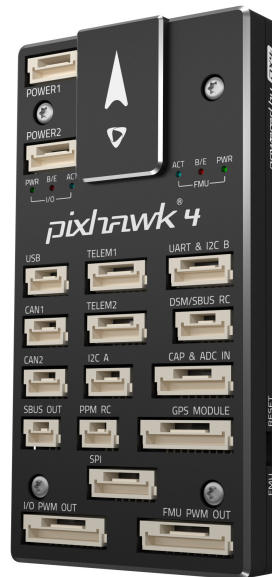 POWER1
POWER2
PWR B/E ACT
I/O
ACT B/E PWR
FMU
pixhawk® 4
USB TELEM1 UART & I2C B
CAN1 TELEM2 DSM/SBUS RC
CAN2 I2C A CAP & ADC IN
SBUS OUT PPM RC GPS MODULE
SPI
I/O PWM OUT FMU PWM OUT
RESET
FMU